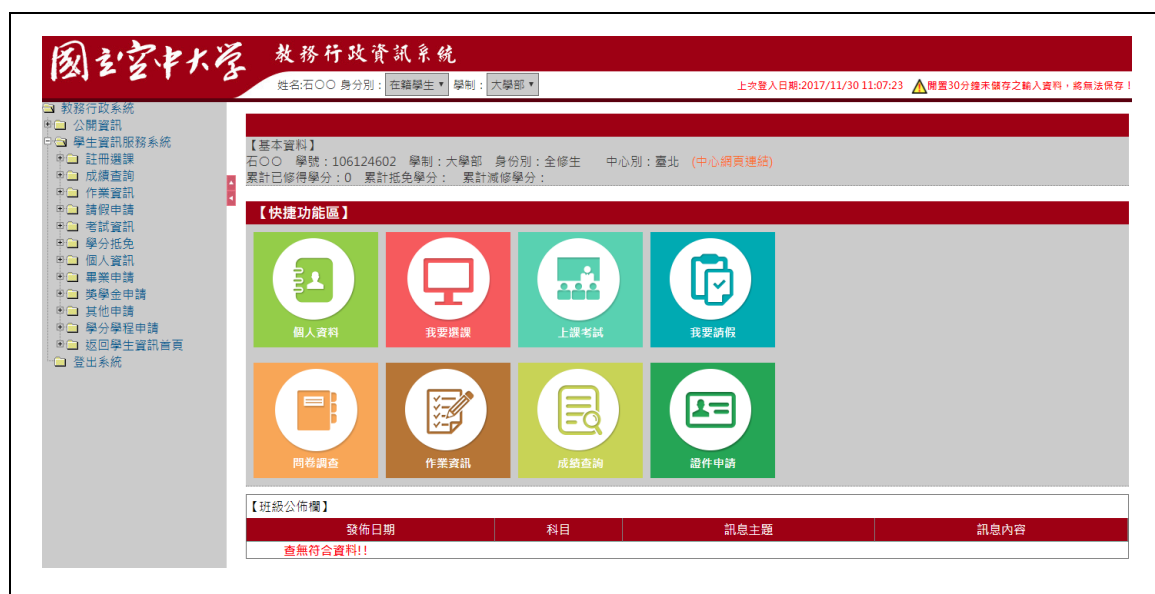 國立空中大學 教務行政資訊系統
姓名:石〇〇 身分別：在籍學生 學制：大學部
上次登入日期:2017/11/30 11:07:23 閒置30分鐘未儲存之輸入資料，將無法保存！
教務行政系統
公開資訊
學生資訊服務系統
註冊選課
成績查詢
作業資訊
請假申請
考試資訊
學分抵免
個人資訊
畢業申請
獎學金申請
其他申請
學分學程申請
返回學生資訊首頁
登出系統
【基本資料】
石〇〇 學號：106124602 學制：大學部 身份別：全修生 中心別：臺北 (中心網頁連結)
累計已修得學分：0 累計抵免學分： 累計減修學分：
【快捷功能區】
個人資料 我要選課 上課考試 我要請假
問卷調查 作業資訊 成績查詢 證件申請
【班級公佈欄】
發佈日期 科目 訊息主題 訊息內容
查無符合資料!!